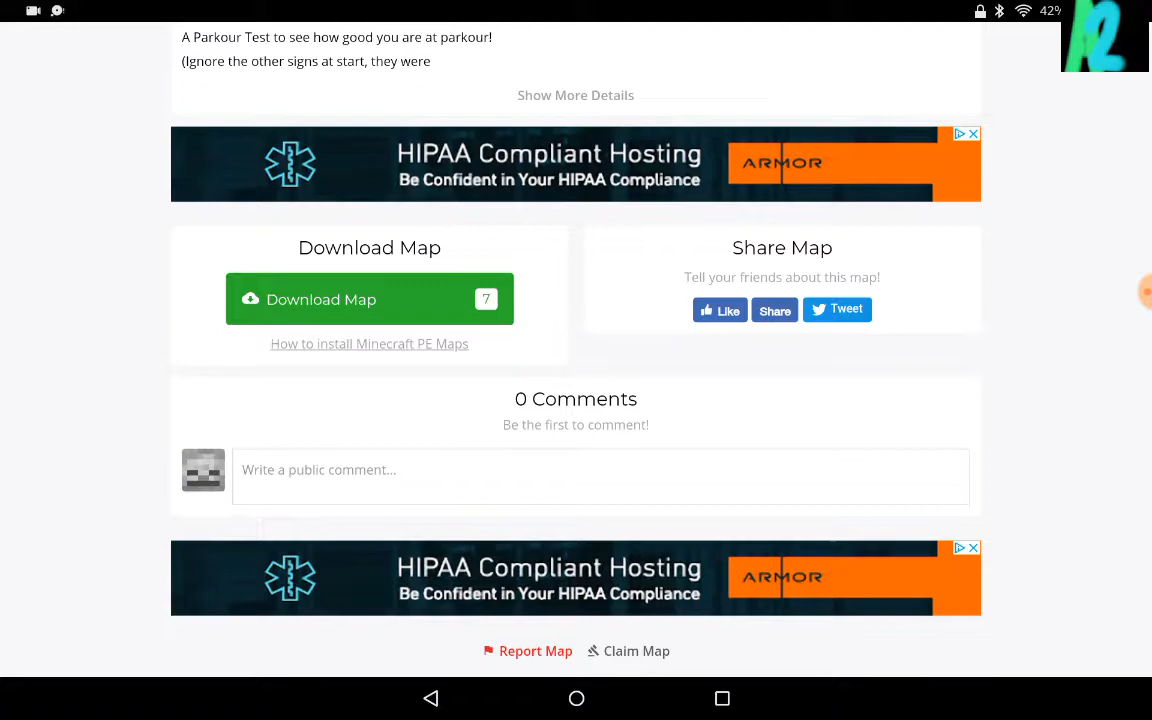 42%
A Parkour Test to see how good you are at parkour!
(Ignore the other signs at start, they were
Show More Details
HIPAA Compliant Hosting
Be Confident in Your HIPAA Compliance
ARMOR
Download Map
Download Map 7
How to install Minecraft PE Maps
Share Map
Tell your friends about this map!
Like Share Tweet
0 Comments
Be the first to comment!
Write a public comment...
HIPAA Compliant Hosting
Be Confident in Your HIPAA Compliance
ARMOR
Report Map Claim Map